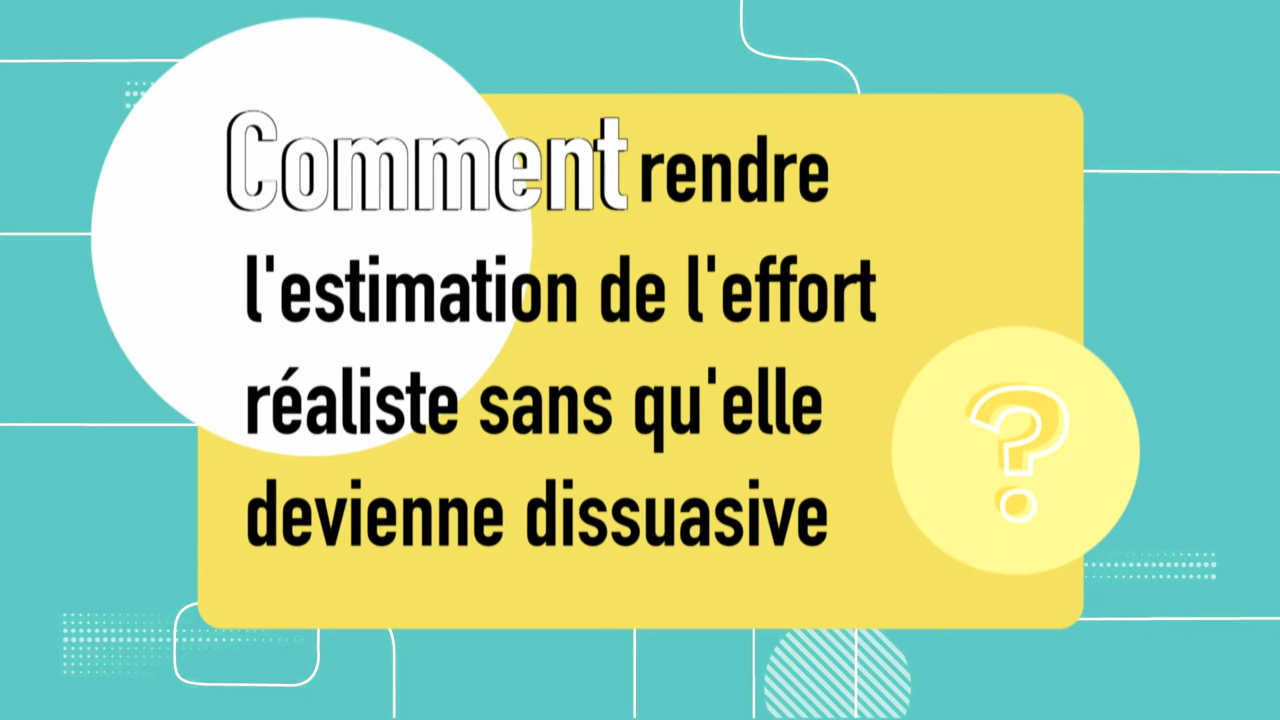 Comment rendre
l'estimation de l'effort
réaliste sans qu'elle
devienne dissuasive
?